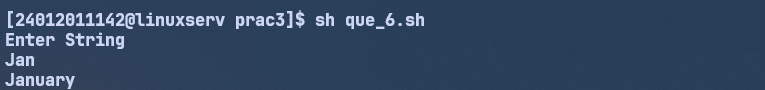 [24012011142@linuxserv prac3]$ sh que_6.sh
Enter String
Jan
January